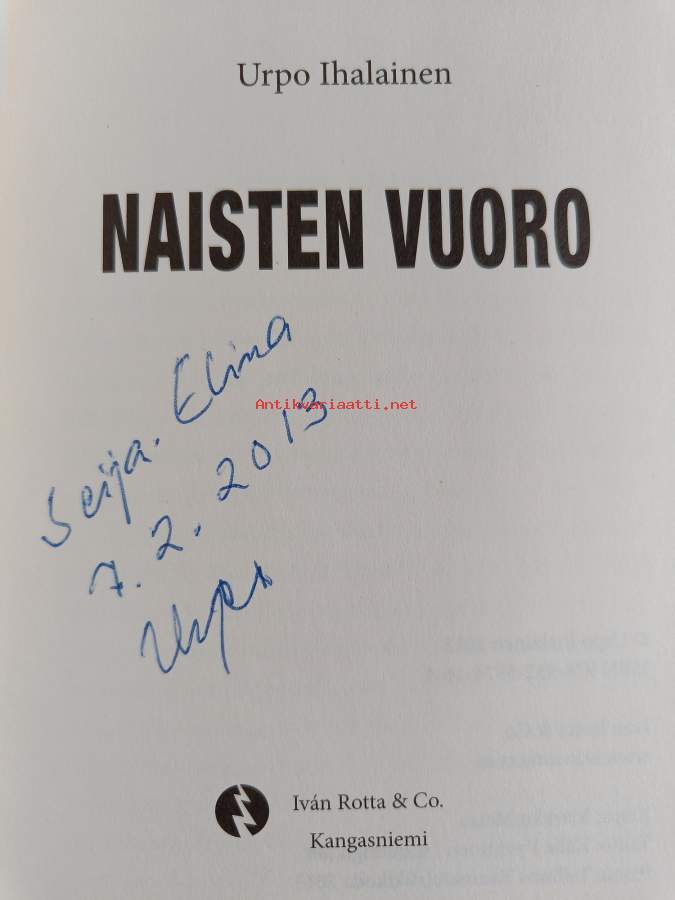 Urpo Ihalainen
NAISTEN VUORO
Seija. Elina
Antikvariaatti.net
7.2.2013
Urpo
Iván Rotta & Co.
Kangasniemi